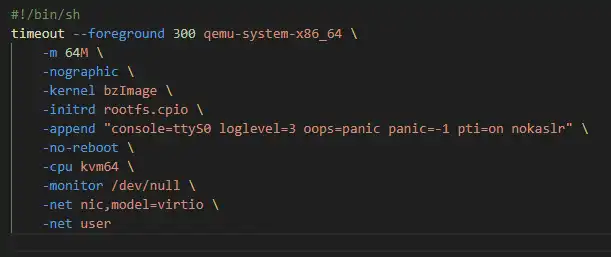 #!/bin/sh
timeout --foreground 300 qemu-system-x86_64 \
-m 64M \
-nographic \
-kernel bzImage \
-initrd rootfs.cpio \
-append "console=ttyS0 loglevel=3 oops=panic panic=-1 pti=on nokaslr" \
-no-reboot \
-cpu kvm64 \
-monitor /dev/null \
-net nic,model=virtio \
-net user